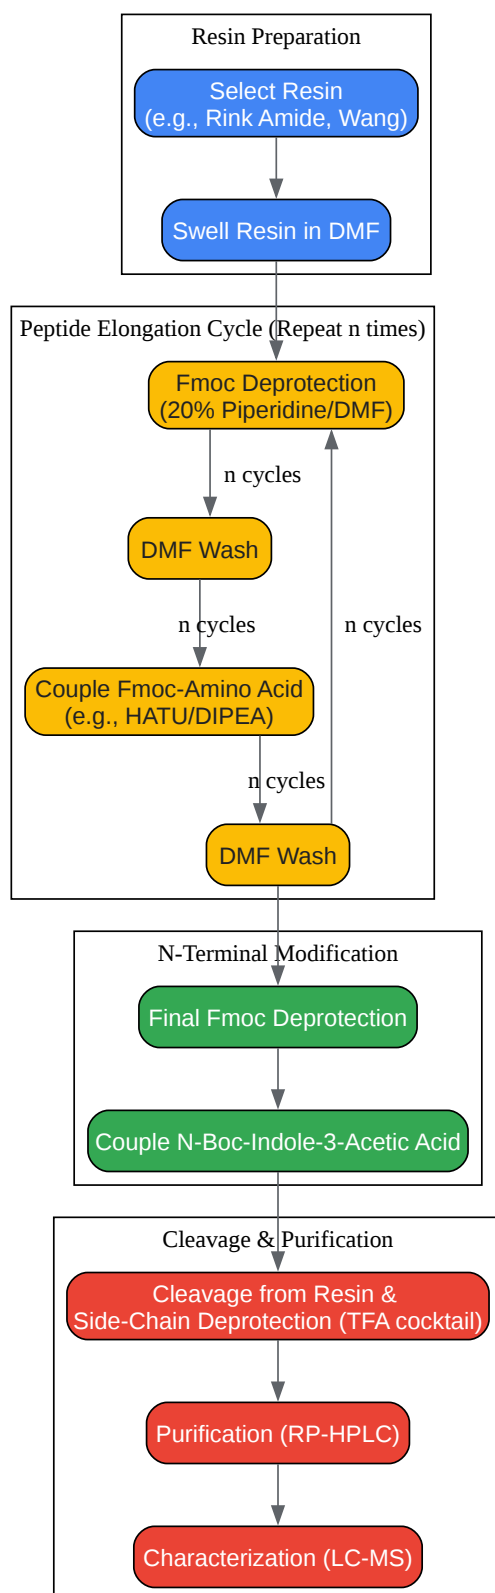 Resin Preparation
Select Resin
(e.g., Rink Amide, Wang)
Swell Resin in DMF
Peptide Elongation Cycle (Repeat n times)
Fmoc Deprotection
(20% Piperidine/DMF)
n cycles
DMF Wash
n cycles
n cycles
Couple Fmoc-Amino Acid
(e.g., HATU/DIPEA)
n cycles
DMF Wash
N-Terminal Modification
Final Fmoc Deprotection
Couple N-Boc-Indole-3-Acetic Acid
Cleavage & Purification
Cleavage from Resin &
Side-Chain Deprotection (TFA cocktail)
Purification (RP-HPLC)
Characterization (LC-MS)